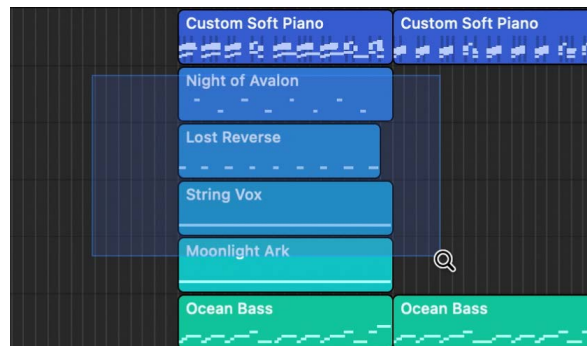 Custom Soft Piano
Custom Soft Piano
Night of Avalon
Lost Reverse
String Vox
Moonlight Ark
Ocean Bass
Ocean Bass